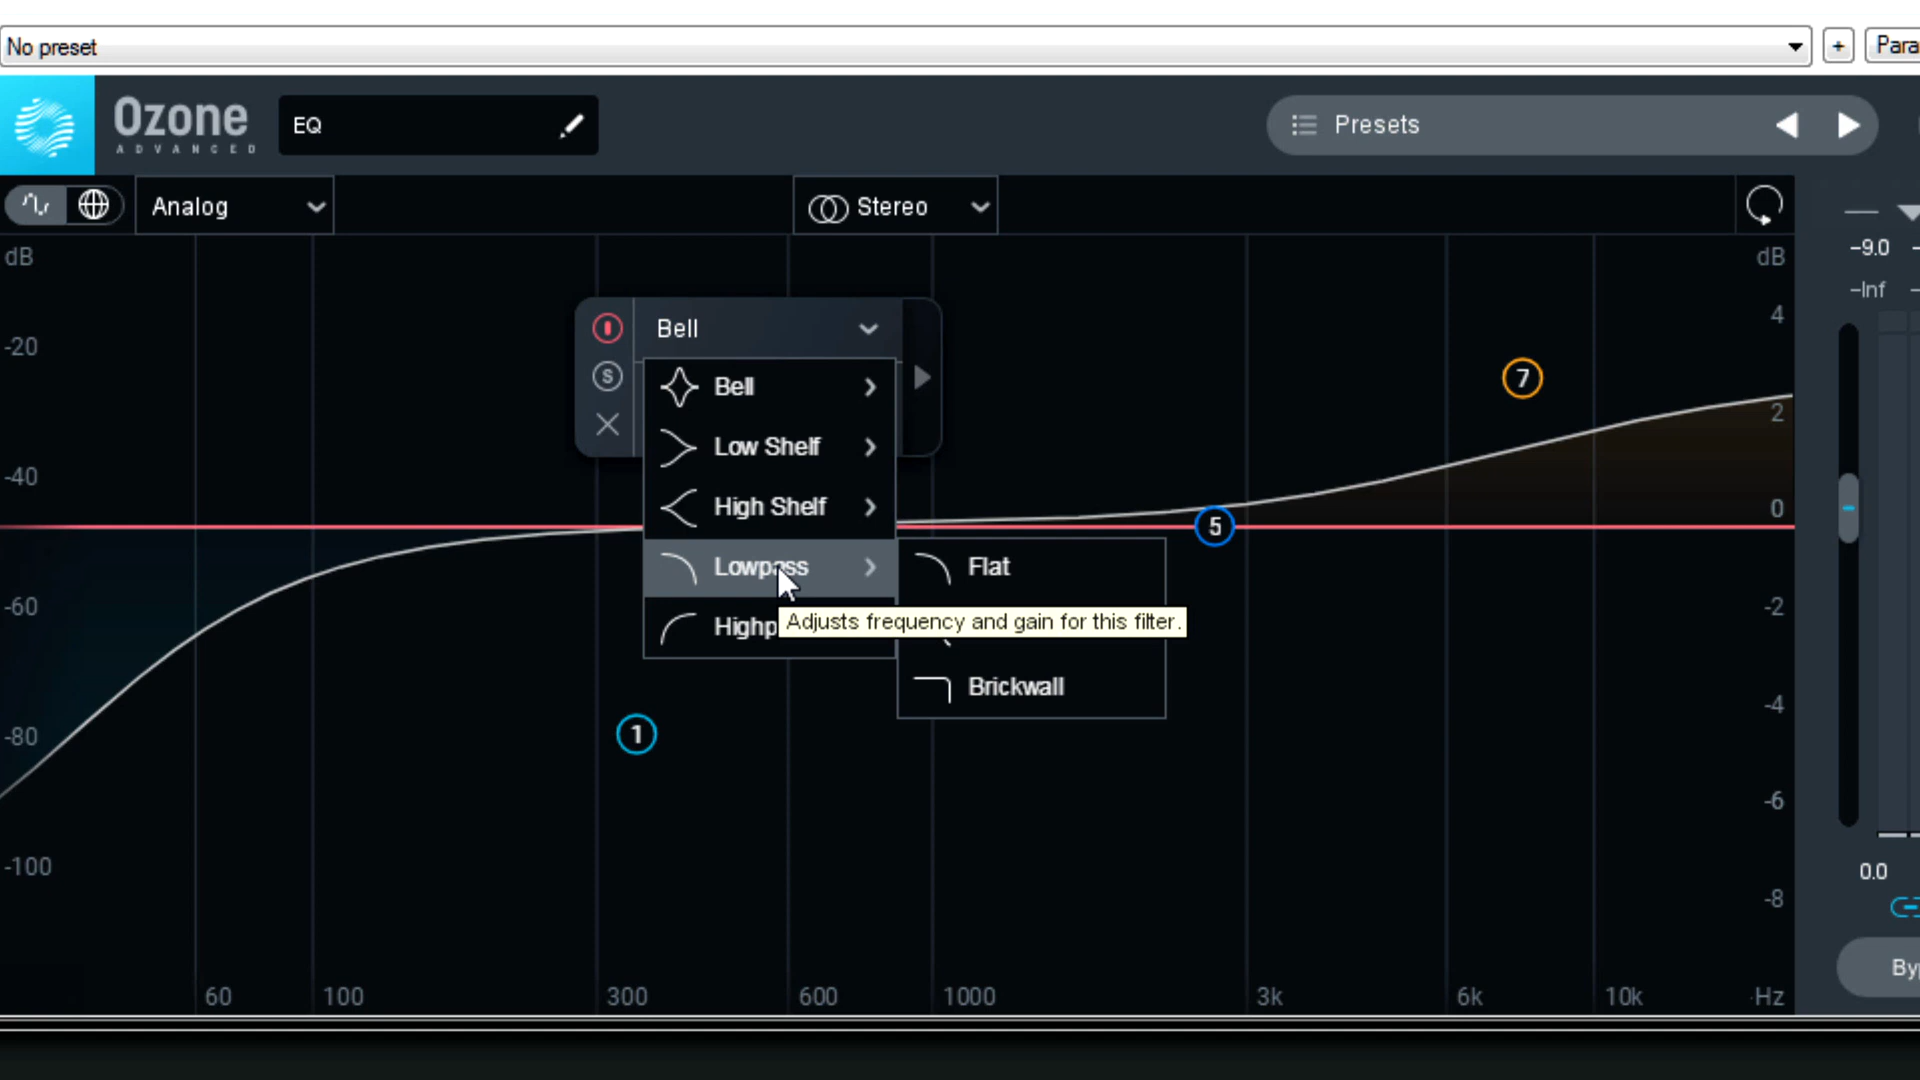 No preset
+
Para
Ozone
ADVANCED
EQ
Presets
Analog
Stereo
dB
dB
-9.0
-Inf
4
-20
S
Bell
Bell
Low Shelf
High Shelf
Lowpass
Highp
Flat
Adjusts frequency and gain for this filter.
Brickwall
7
2
-40
0
5
-60
-2
-4
1
-80
-6
-100
0.0
-8
By
60
100
300
600
1000
3k
6k
10k
Hz